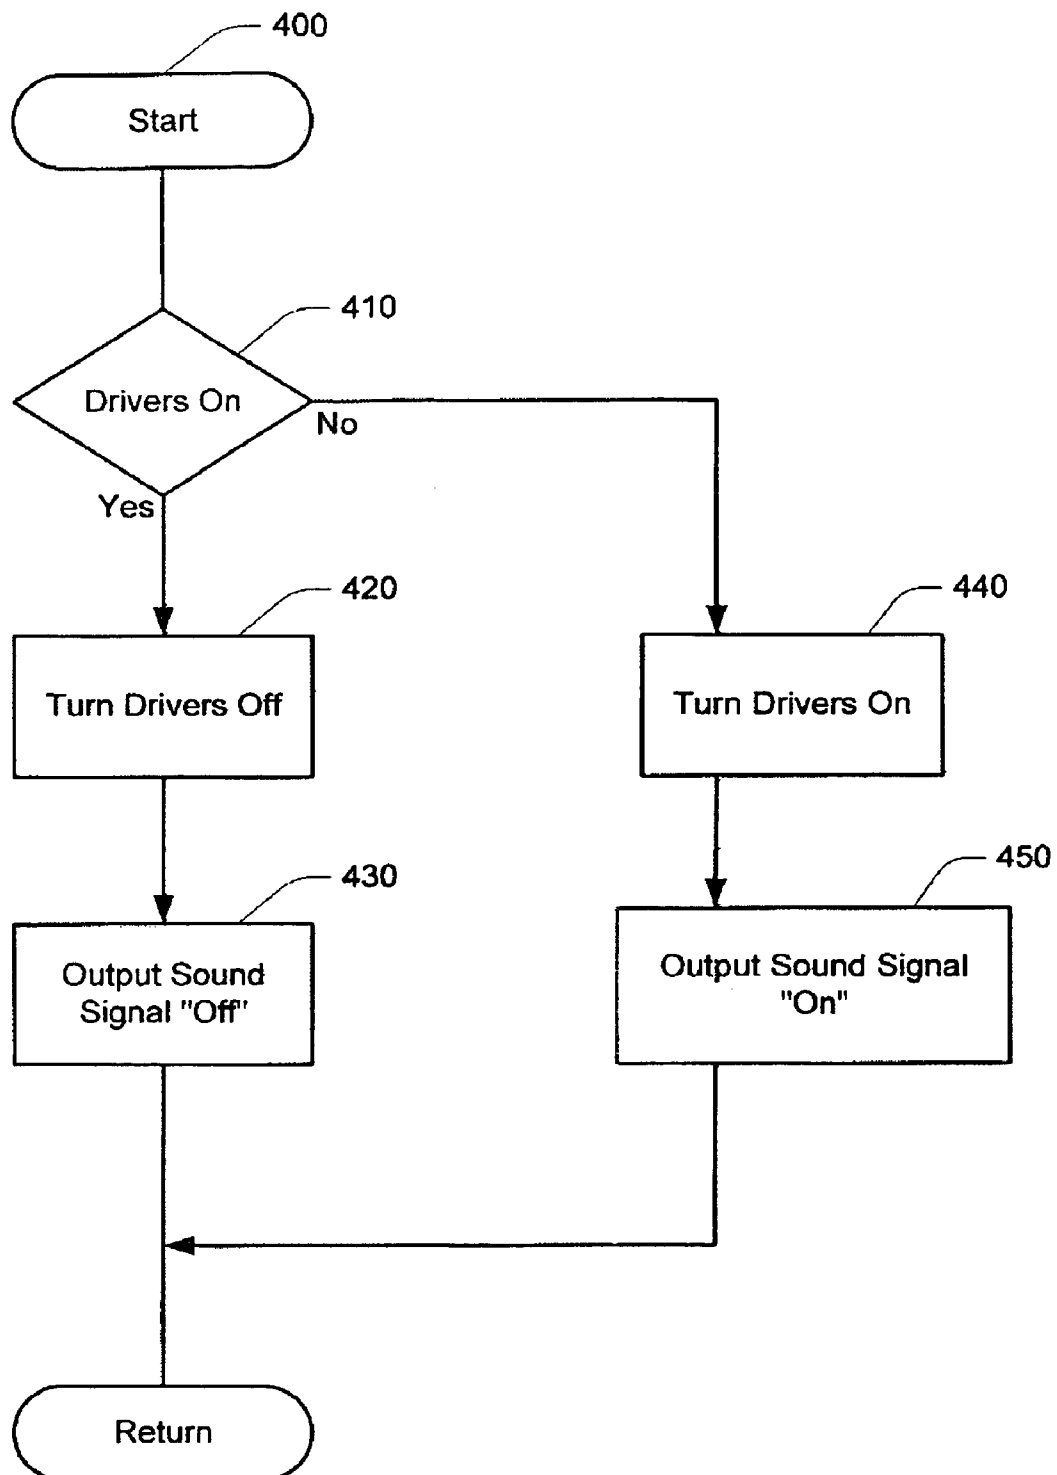 400
Start
410
Drivers On
No
Yes
420
Turn Drivers Off
440
Turn Drivers On
430
Output Sound
Signal "Off"
450
Output Sound Signal
"On"
Return